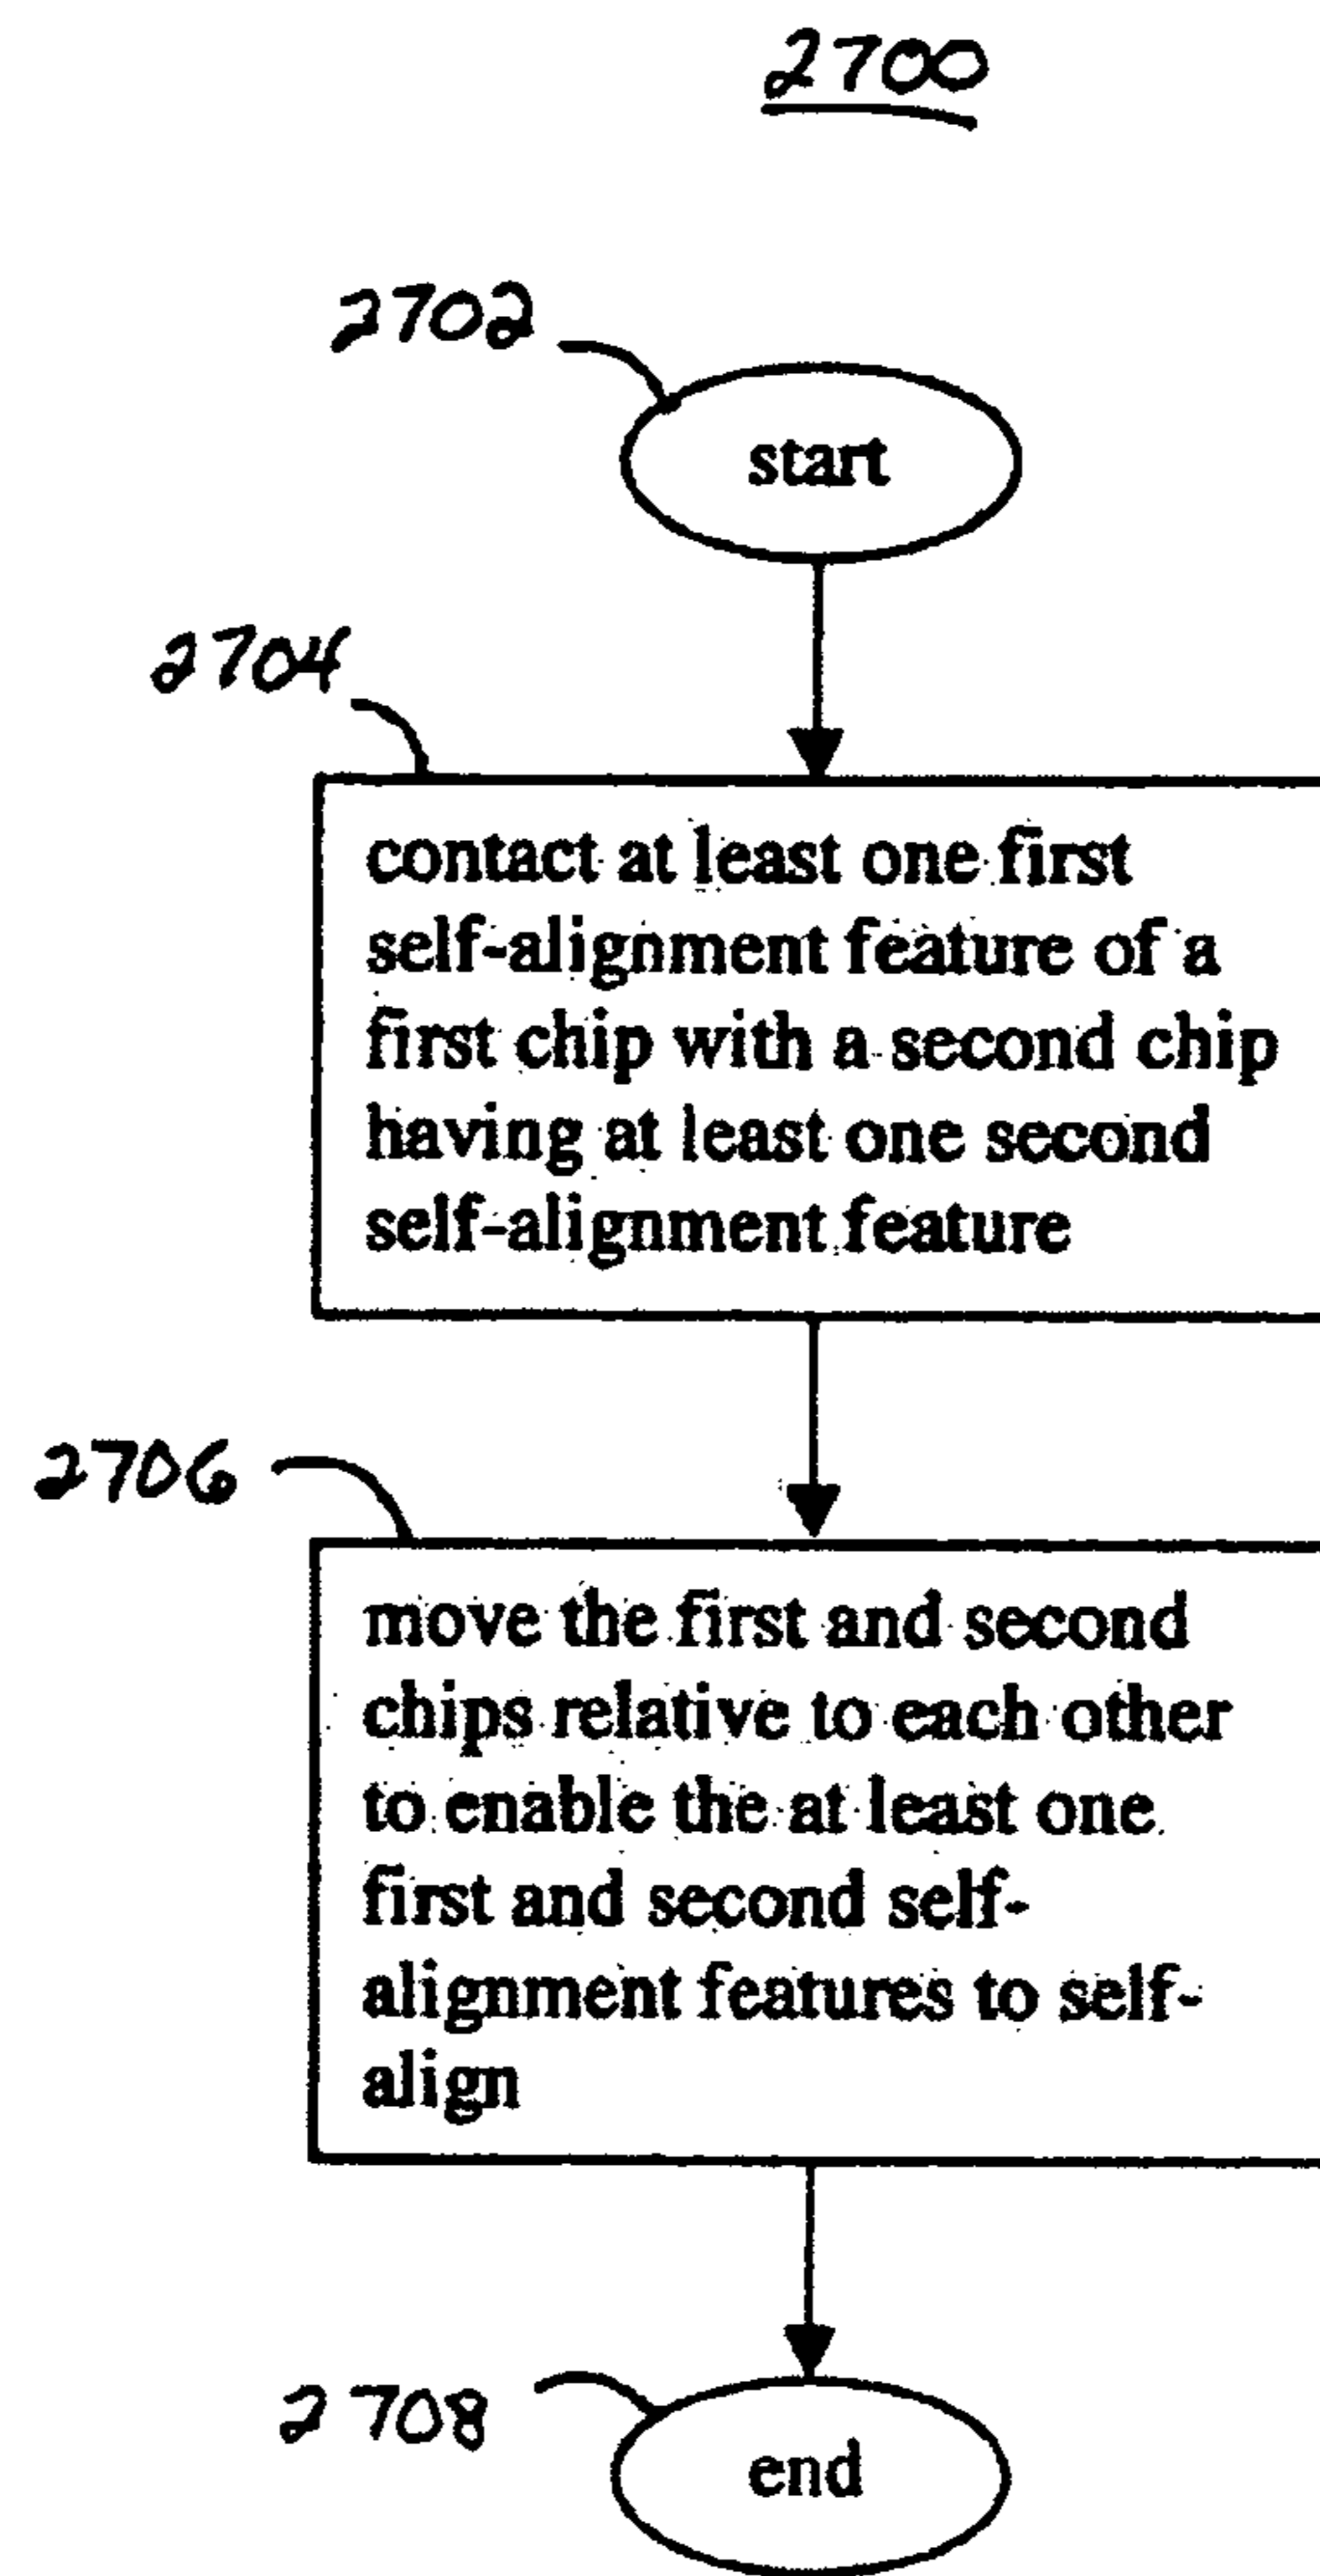 2700
2702
start
2704
contact at least one first
self-alignment feature of a
first chip with a second chip
having at least one second
self-alignment feature
2706
move the first and second
chips relative to each other
to enable the at least one
first and second self-
alignment features to self-
align
2708
end